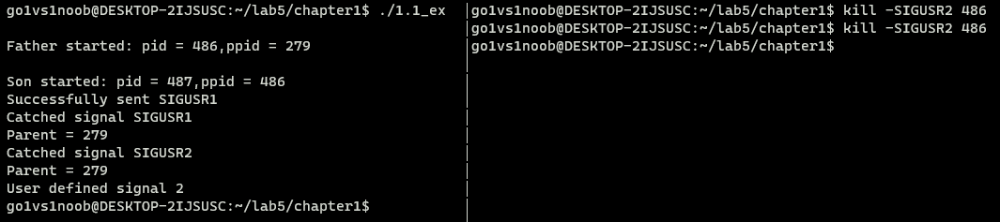 go1vs1noob@DESKTOP-2IJSUSC:~/lab5/chapter1$ ./1.1_ex
Father started: pid = 486,ppid = 279
Son started: pid = 487,ppid = 486
Successfully sent SIGUSR1
Catched signal SIGUSR1
Parent = 279
Catched signal SIGUSR2
Parent = 279
User defined signal 2
go1vs1noob@DESKTOP-2IJSUSC:~/lab5/chapter1$
go1vs1noob@DESKTOP-2IJSUSC:~/lab5/chapter1$ kill -SIGUSR2 486
go1vs1noob@DESKTOP-2IJSUSC:~/lab5/chapter1$ kill -SIGUSR2 486
go1vs1noob@DESKTOP-2IJSUSC:~/lab5/chapter1$